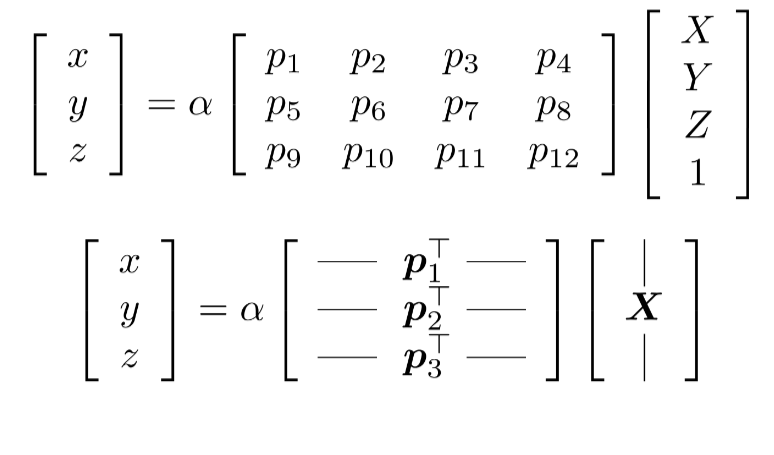 [ x y z ]ᵀ = α [ p₁ p₂ p₃ p₄ ; p₅ p₆ p₇ p₈ ; p₉ p₁₀ p₁₁ p₁₂ ] [ X Y Z 1 ]ᵀ
[ x y z ]ᵀ = α [ — 𝒑₁^⊤ — ; — 𝒑₂^⊤ — ; — 𝒑₃^⊤ — ] [ | 𝑿 | ]ᵀ